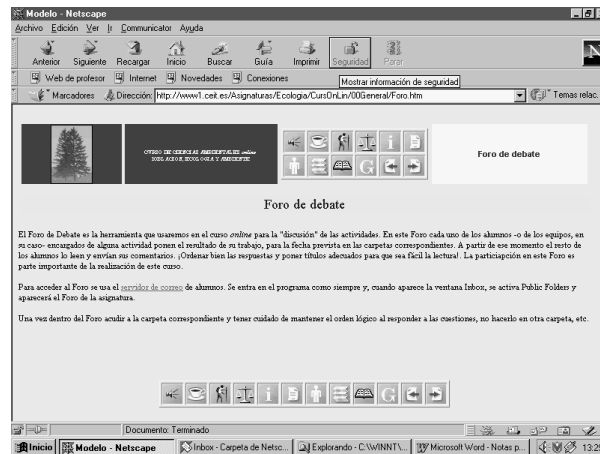 Modelo - Netscape
Archivo Edición Ver Ir Communicator Ayuda
Anterior Siguiente Recargar Inicio Buscar Guía Imprimir Seguridad Parar
Web de profesor Internet Novedades Conexiones
Mostrar información de seguridad
Marcadores Dirección: http://www1.ceit.es/Asignaturas/Ecologia/CursOnLin/00General/Foro.htm Temas relac.
CURSO DE CIENCIAS AMBIENTALES online
Foro de debate
Foro de debate
El Foro de Debate es la herramienta que usaremos en el curso online para la "discusión" de las actividades. En este Foro cada uno de los alumnos -o de los equipos, en
su caso- encargados de alguna actividad ponen el resultado de su trabajo, para la fecha prevista en las carpetas correspondientes. A partir de ese momento el resto de
los alumnos lo leen y envían sus comentarios. ¡Ordenar bien las respuestas y poner títulos adecuados para que sea fácil la lectura!. La particiapción en este Foro es
parte importante de la realización de este curso.
Para acceder al Foro se usa el servidor de correo de alumnos. Se entra en el programa como siempre y, cuando aparece la ventana Inbox, se activa Public Folders y
aparecerá el Foro de la asignatura.
Una vez dentro del Foro acudir a la carpeta correspondiente y tener cuidado de mantener el orden lógico al responder a las cuestiones, no hacerlo en otra carpeta, etc.
Documento: Terminado
Inicio Modelo - Netscape Inbox - Carpeta de Netsc... Explorando - C:\WINNT\... Microsoft Word - Notas p... 13:25